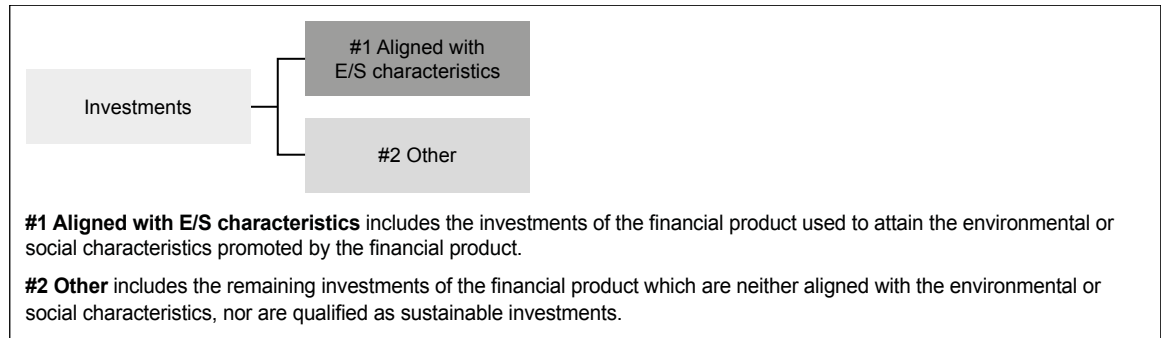 #1 Aligned with
E/S characteristics
Investments
#2 Other
#1 Aligned with E/S characteristics includes the investments of the financial product used to attain the environmental or
social characteristics promoted by the financial product.
#2 Other includes the remaining investments of the financial product which are neither aligned with the environmental or
social characteristics, nor are qualified as sustainable investments.